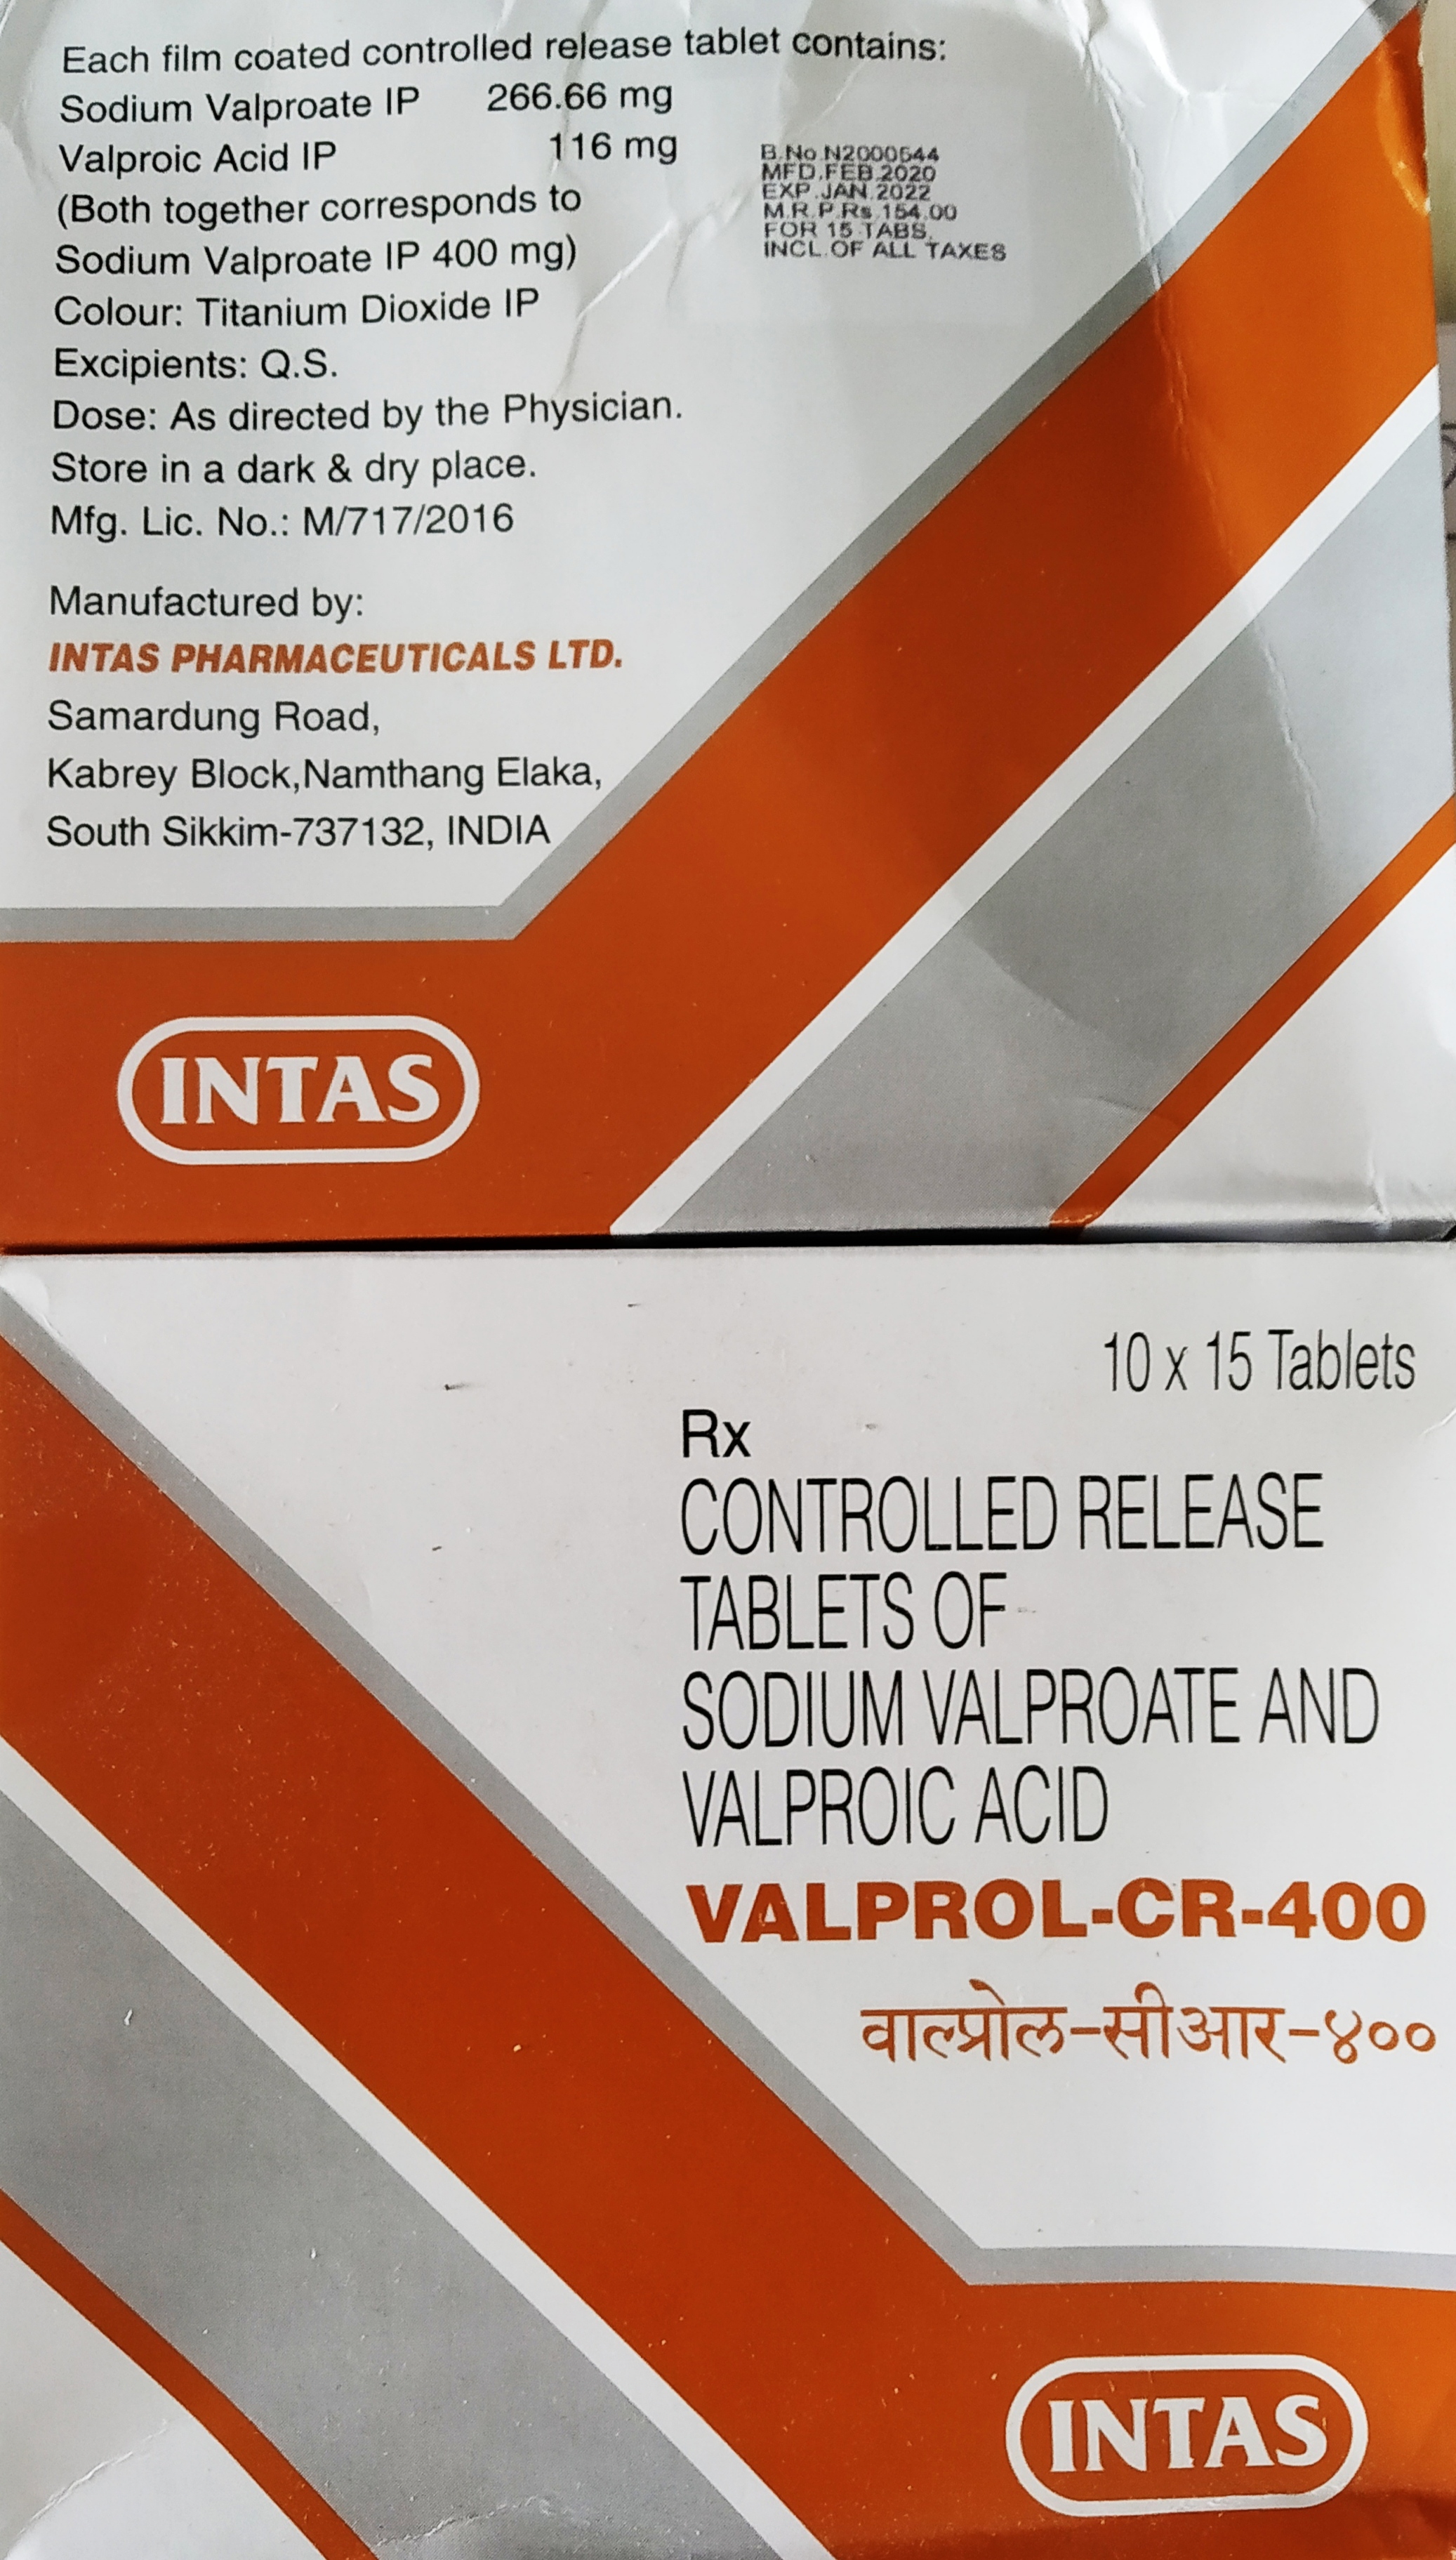 Each film coated controlled release tablet contains:
Sodium Valproate IP 266.66 mg
Valproic Acid IP 116 mg
(Both together corresponds to
Sodium Valproate IP 400 mg)
Colour: Titanium Dioxide IP
Excipients: Q.S.
Dose: As directed by the Physician.
Store in a dark & dry place.
Mfg. Lic. No.: M/717/2016
B.No.N2000544
MFD.FEB.2020
EXP.JAN.2022
M.R.P.Rs.154.00
FOR 15 TABS.
INCL.OF ALL TAXES
Manufactured by:
INTAS PHARMACEUTICALS LTD.
Samardung Road,
Kabrey Block,Namthang Elaka,
South Sikkim-737132, INDIA
INTAS
10 x 15 Tablets
Rx
CONTROLLED RELEASE
TABLETS OF
SODIUM VALPROATE AND
VALPROIC ACID
VALPROL-CR-400
वाल्प्रोल-सीआर-४००
INTAS